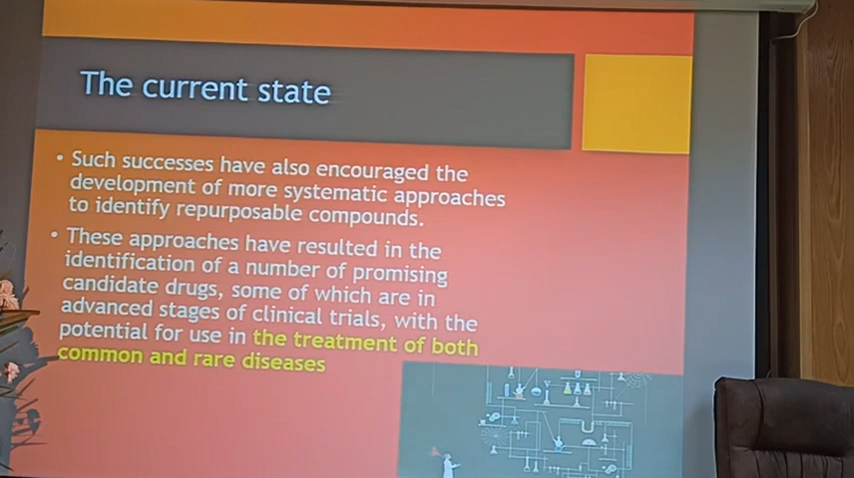 The current state
• Such successes have also encouraged the
development of more systematic approaches
to identify repurposable compounds.
• These approaches have resulted in the
identification of a number of promising
candidate drugs, some of which are in
advanced stages of clinical trials, with the
potential for use in the treatment of both
common and rare diseases